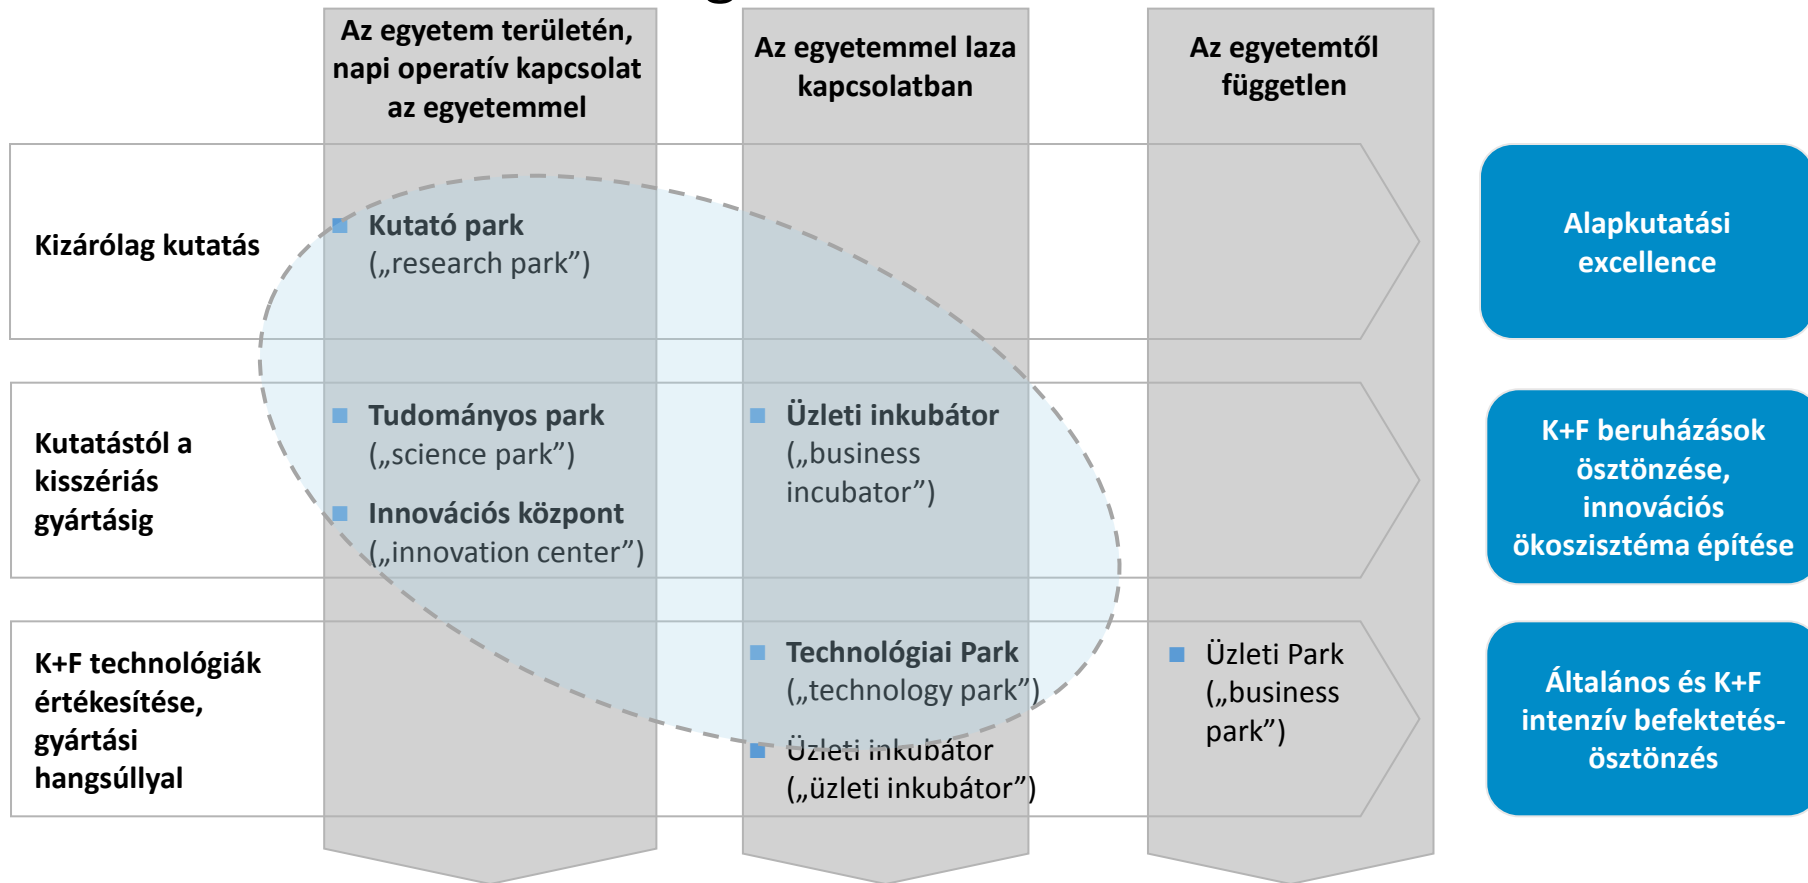 g
Az egyetem területén,
napi operatív kapcsolat
az egyetemmel
Az egyetemmel laza
kapcsolatban
Az egyetemtől
független
Kizárólag kutatás
■ Kutató park
(„research park”)
Alapkutatási
excellence
Kutatástól a
kisszériás
gyártásig
■ Tudományos park
(„science park”)
■ Innovációs központ
(„innovation center”)
■ Üzleti inkubátor
(„business
incubator”)
K+F beruházások
ösztönzése,
innovációs
ökoszisztéma építése
K+F technológiák
értékesítése,
gyártási
hangsúllyal
■ Technológiai Park
(„technology park”)
■ Üzleti inkubátor
(„üzleti inkubátor”)
■ Üzleti Park
(„business
park”)
Általános és K+F
intenzív befektetés-
ösztönzés